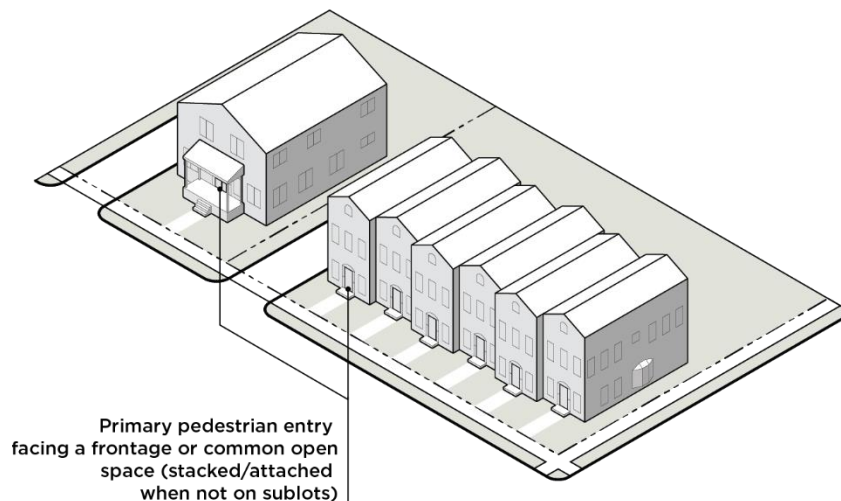 Primary pedestrian entry
facing a frontage or common open
space (stacked/attached
when not on sublots)